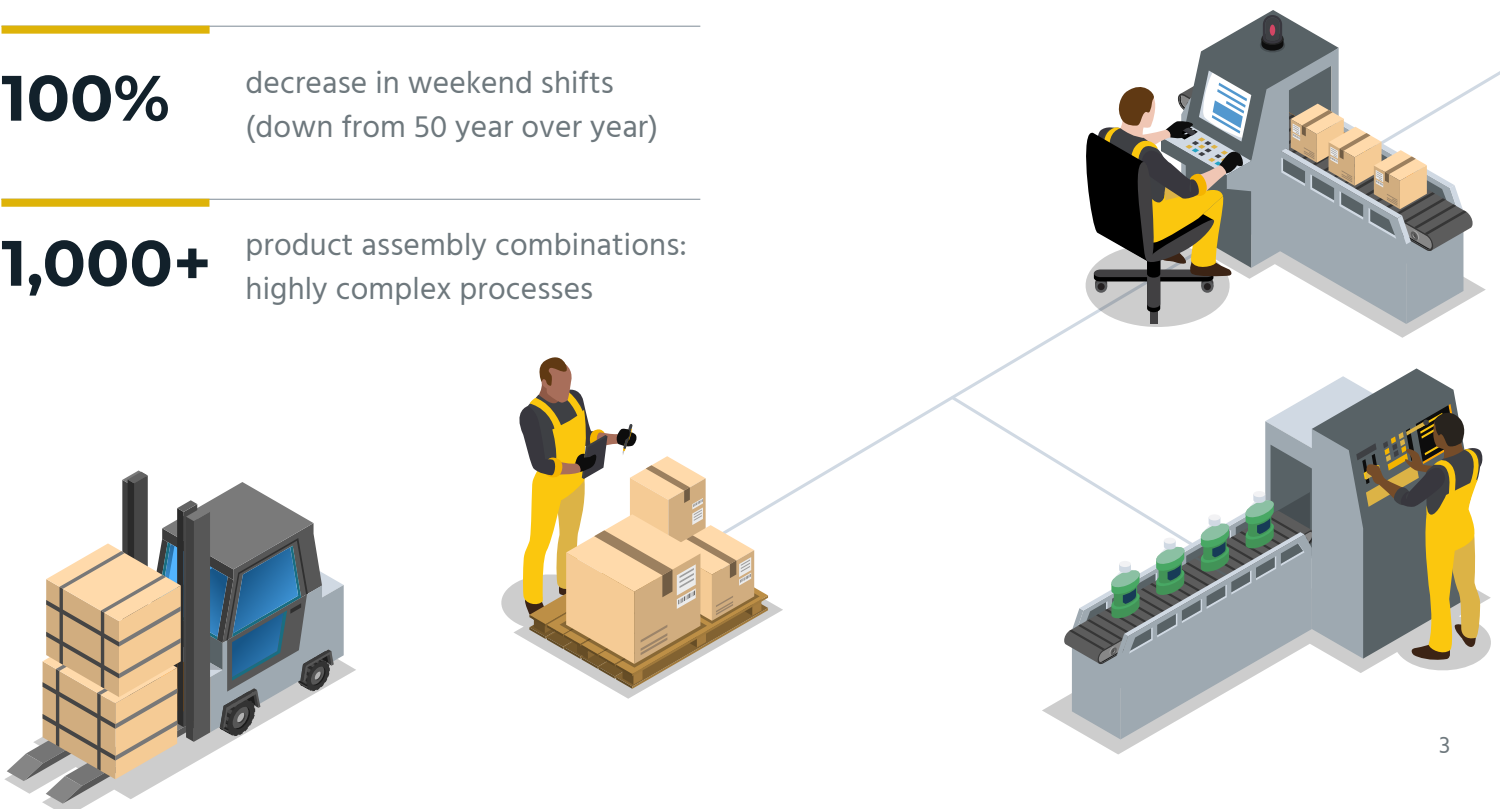 100%
decrease in weekend shifts
(down from 50 year over year)
1,000+
product assembly combinations:
highly complex processes
3